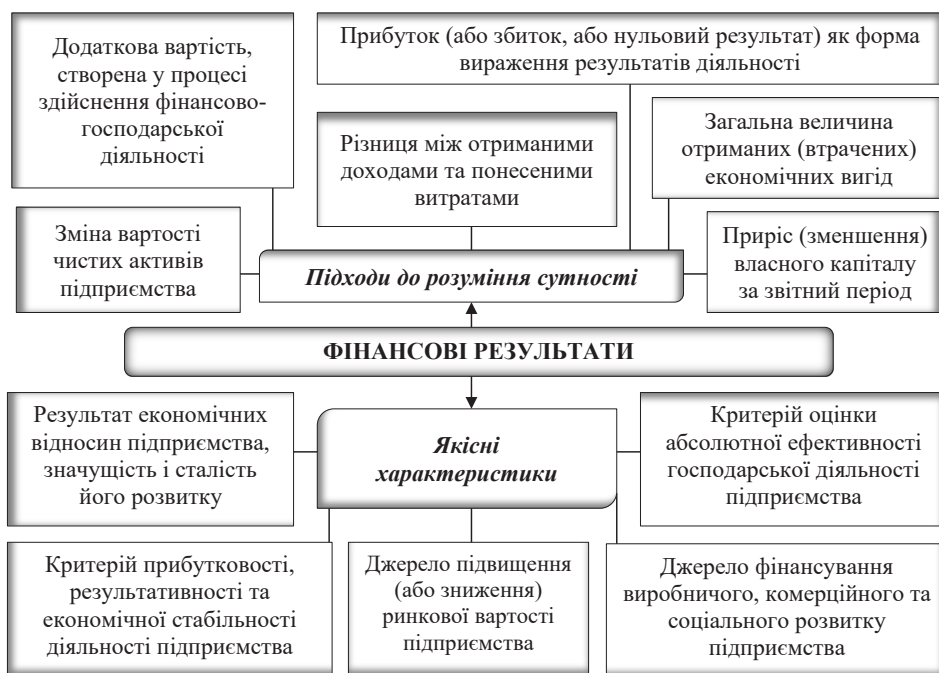 Додаткова вартість,
створена у процесі
здійснення фінансово-
господарської
діяльності
Прибуток (або збиток, або нульовий результат) як форма
вираження результатів діяльності
Різниця між отриманими
доходами та понесеними
витратами
Загальна величина
отриманих (втрачених)
економічних вигід
Зміна вартості
чистих активів
підприємства
Підходи до розуміння сутності
Приріс (зменшення)
власного капіталу
за звітний період
ФІНАНСОВІ РЕЗУЛЬТАТИ
Результат економічних
відносин підприємства,
значущість і сталість
його розвитку
Якісні
характеристики
Критерій оцінки
абсолютної ефективності
господарської діяльності
підприємства
Критерій прибутковості,
результативності та
економічної стабільності
діяльності підприємства
Джерело підвищення
(або зниження)
ринкової вартості
підприємства
Джерело фінансування
виробничого, комерційного та
соціального розвитку
підприємства